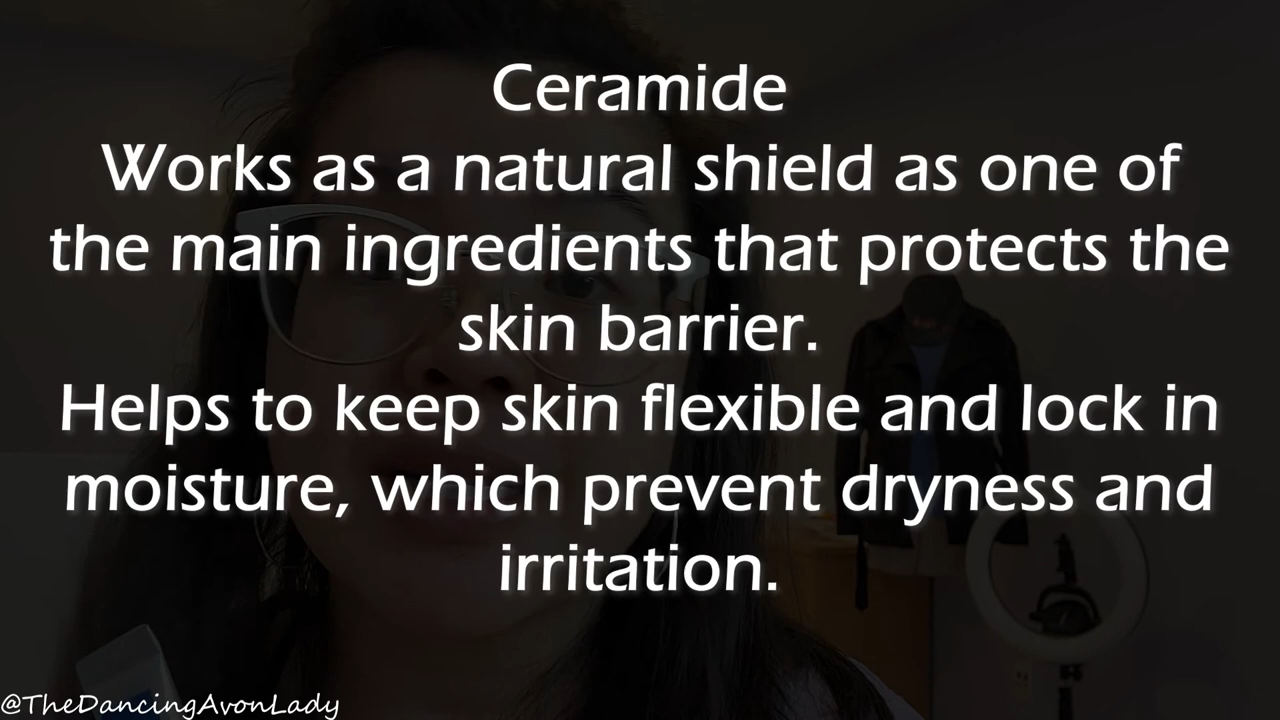 Ceramide
Works as a natural shield as one of
the main ingredients that protects the
skin barrier.
Helps to keep skin flexible and lock in
moisture, which prevent dryness and
irritation.
@TheDancingAvonLady